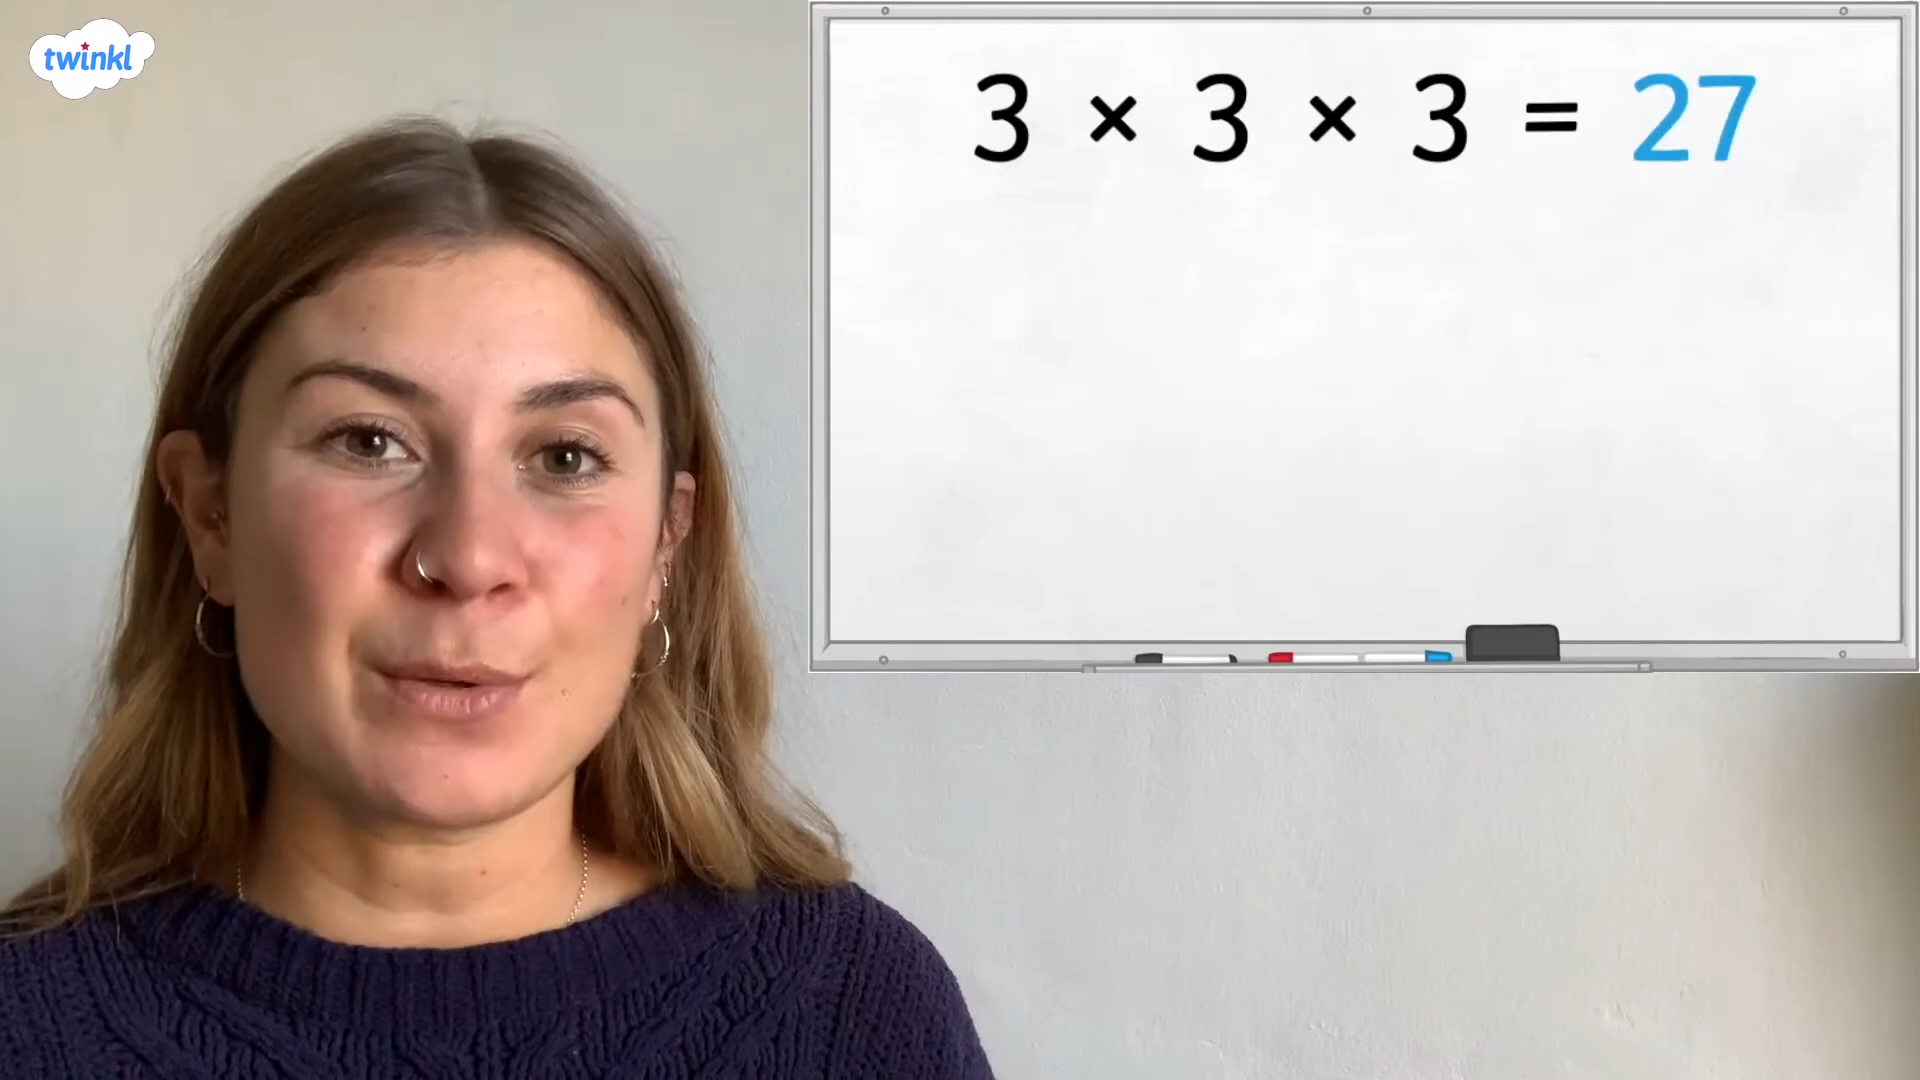 twinkl
3 × 3 × 3 = 27